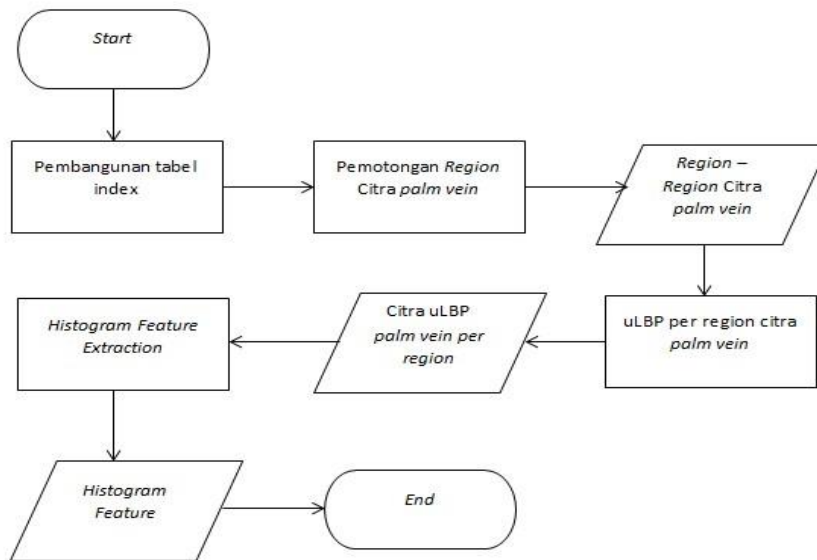 Start
Pembangunan tabel
index
Pemotongan Region
Citra palm vein
Region –
Region Citra
palm vein
uLBP per region citra
palm vein
Citra uLBP
palm vein per
region
Histogram Feature
Extraction
Histogram
Feature
End